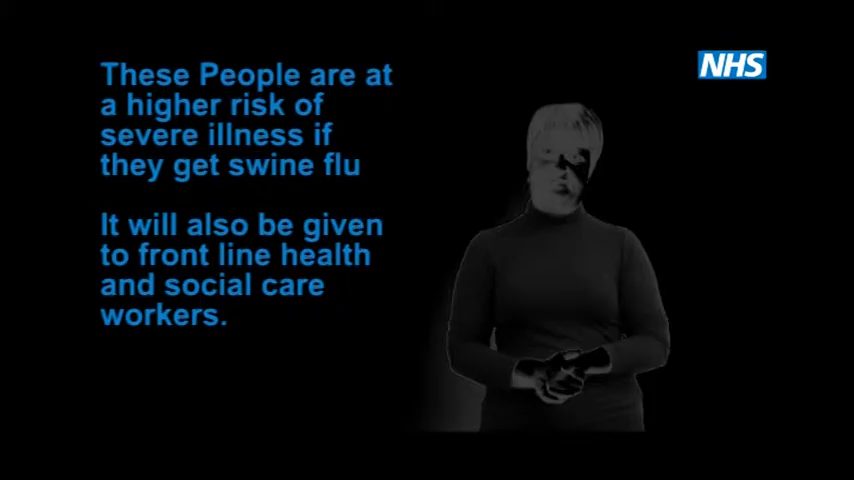 NHS
These People are at
a higher risk of
severe illness if
they get swine flu
It will also be given
to front line health
and social care
workers.